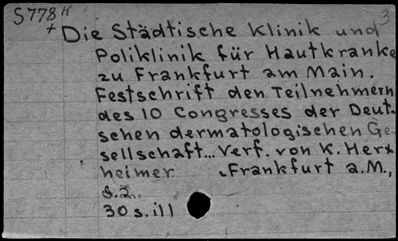 S778 H
+ Die Städtische Klinik und 3
Poliklinik für Hautkranke
zu Frankfurt am Main.
Festschrift den Teilnehmern
des 10 Congresses der Deut-
schen dermatologischen Ge-
sellschaft... Verf. von K. Herx
heimer Frankfurt a.M.,
30 s. ill